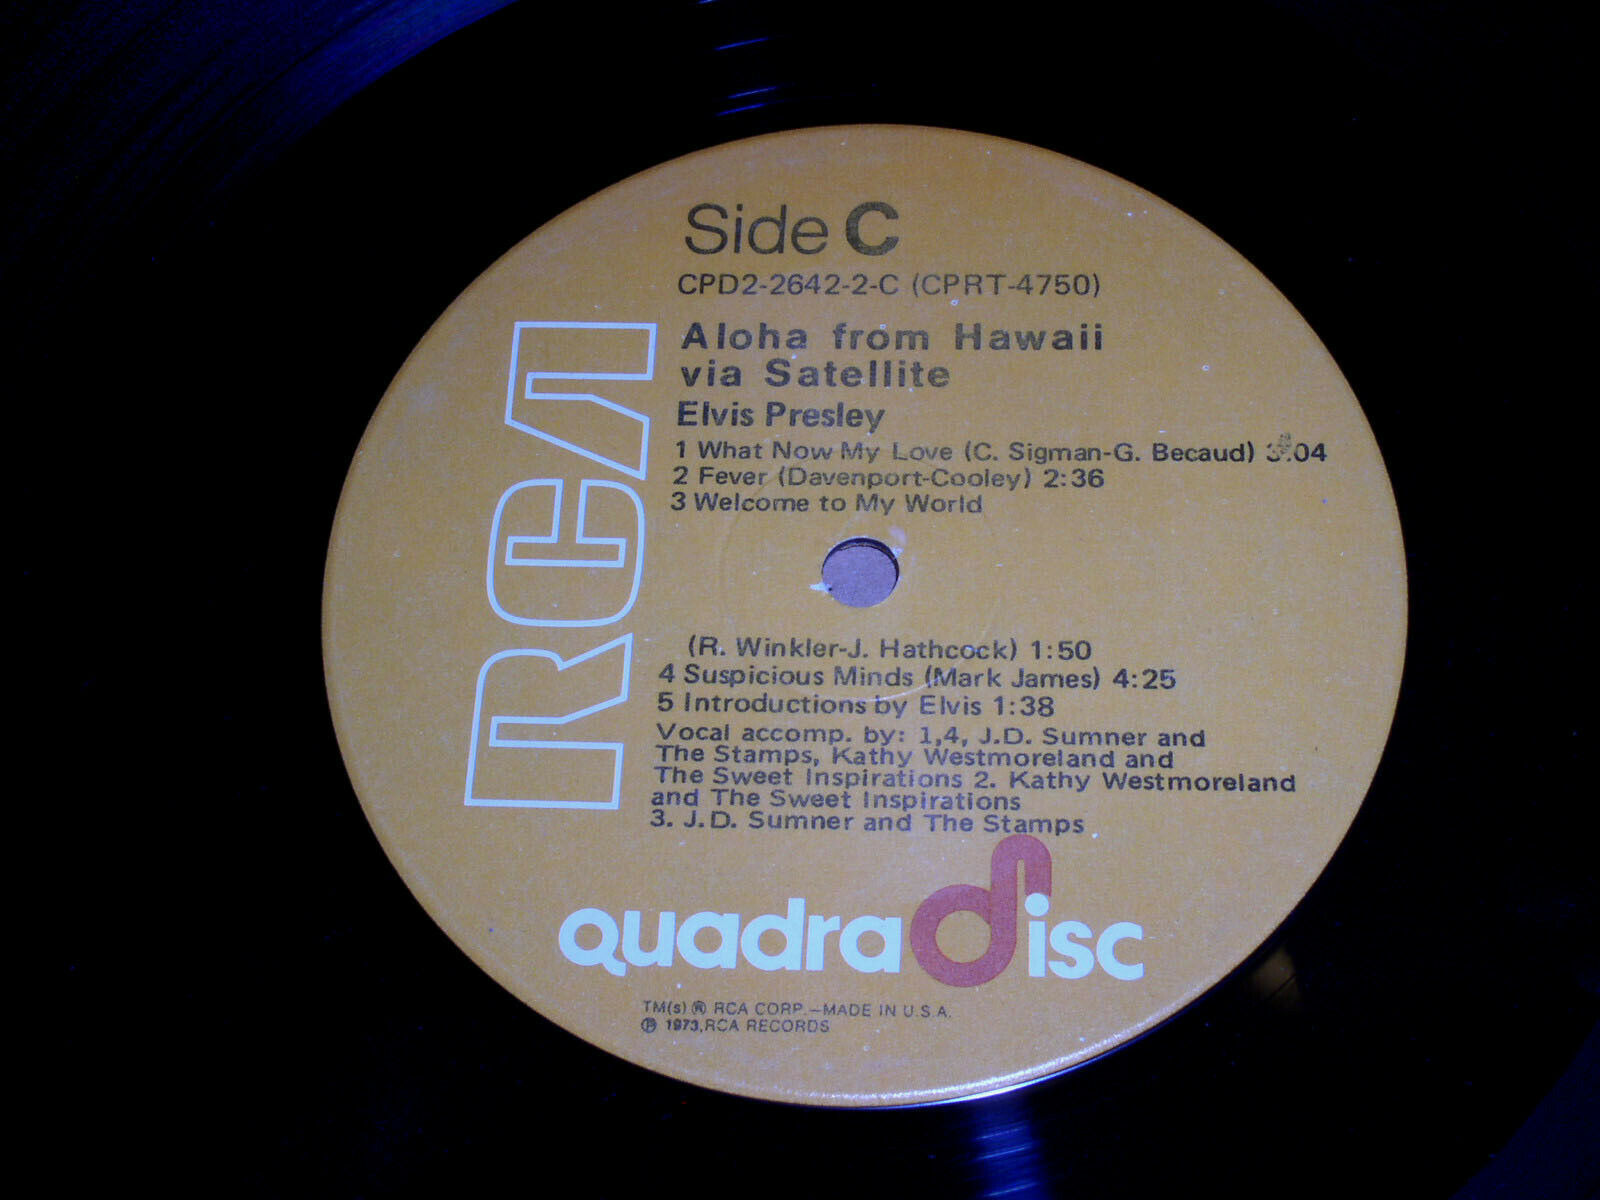 Side C
CPD2-2642-2-C (CPRT-4750)
Aloha from Hawaii
via Satellite
Elvis Presley
1 What Now My Love (C. Sigman-G. Becaud) 3:04
2 Fever (Davenport-Cooley) 2:36
3 Welcome to My World
(R. Winkler-J. Hathcock) 1:50
4 Suspicious Minds (Mark James) 4:25
5 Introductions by Elvis 1:38
Vocal accomp. by: 1,4, J.D. Sumner and
The Stamps, Kathy Westmoreland and
The Sweet Inspirations 2. Kathy Westmoreland
and The Sweet Inspirations
3. J.D. Sumner and The Stamps
RCA
quadradisc
TM(s) ® RCA CORP.—MADE IN U.S.A.
℗ 1973, RCA RECORDS